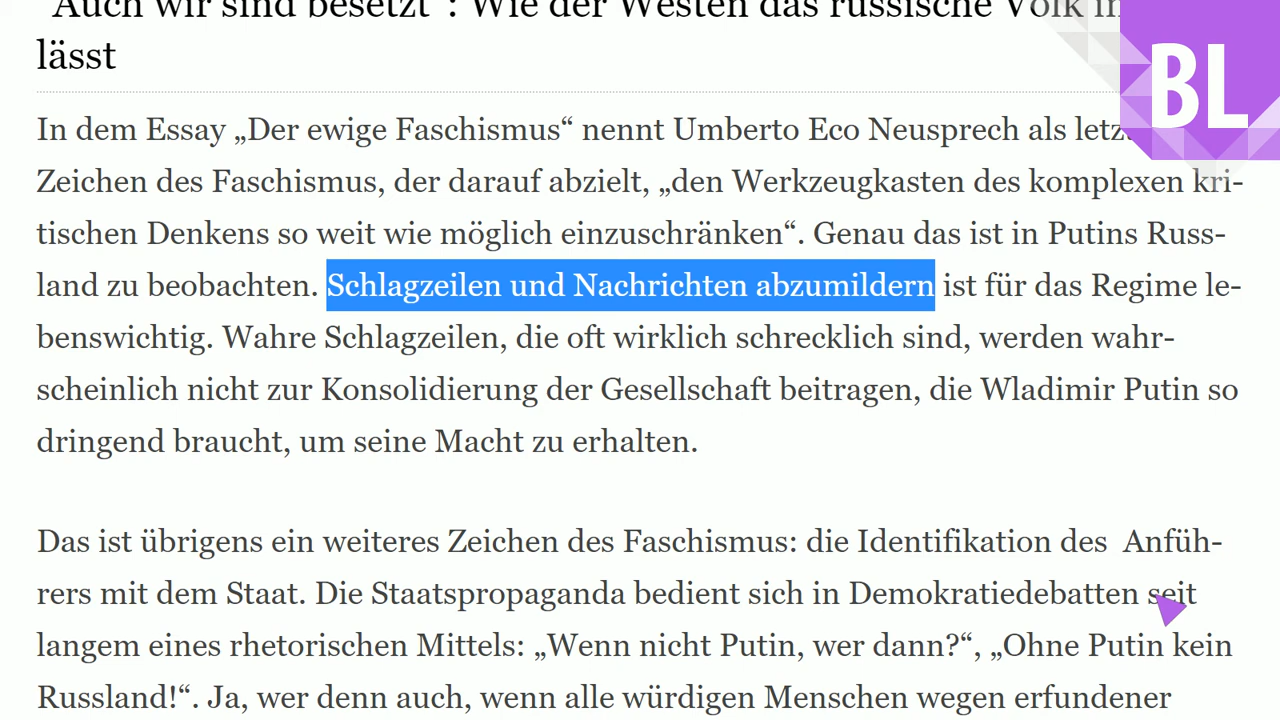 "Auch wir sind besetzt": Wie der Westen das russische Volk im
lässt
In dem Essay „Der ewige Faschismus“ nennt Umberto Eco Neusprech als
Zeichen des Faschismus, der darauf abzielt, „den Werkzeugkasten des komplexen kri-
tischen Denkens so weit wie möglich einzuschränken“. Genau das ist in Putins Russ-
land zu beobachten. Schlagzeilen und Nachrichten abzumildern ist für das Regime le-
benswichtig. Wahre Schlagzeilen, die oft wirklich schrecklich sind, werden wahr-
scheinlich nicht zur Konsolidierung der Gesellschaft beitragen, die Wladimir Putin so
dringend braucht, um seine Macht zu erhalten.
Das ist übrigens ein weiteres Zeichen des Faschismus: die Identifikation des Anfüh-
rers mit dem Staat. Die Staatspropaganda bedient sich in Demokratiedebatten seit
langem eines rhetorischen Mittels: „Wenn nicht Putin, wer dann?“, „Ohne Putin kein
Russland!“. Ja, wer denn auch, wenn alle würdigen Menschen wegen erfundener
BL